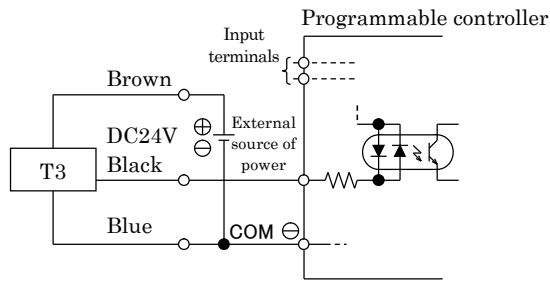 Programmable controller
Input
terminals
Brown
DC24V
⊕
⊖
External
source of
power
T3
Black
Blue
COM ⊖